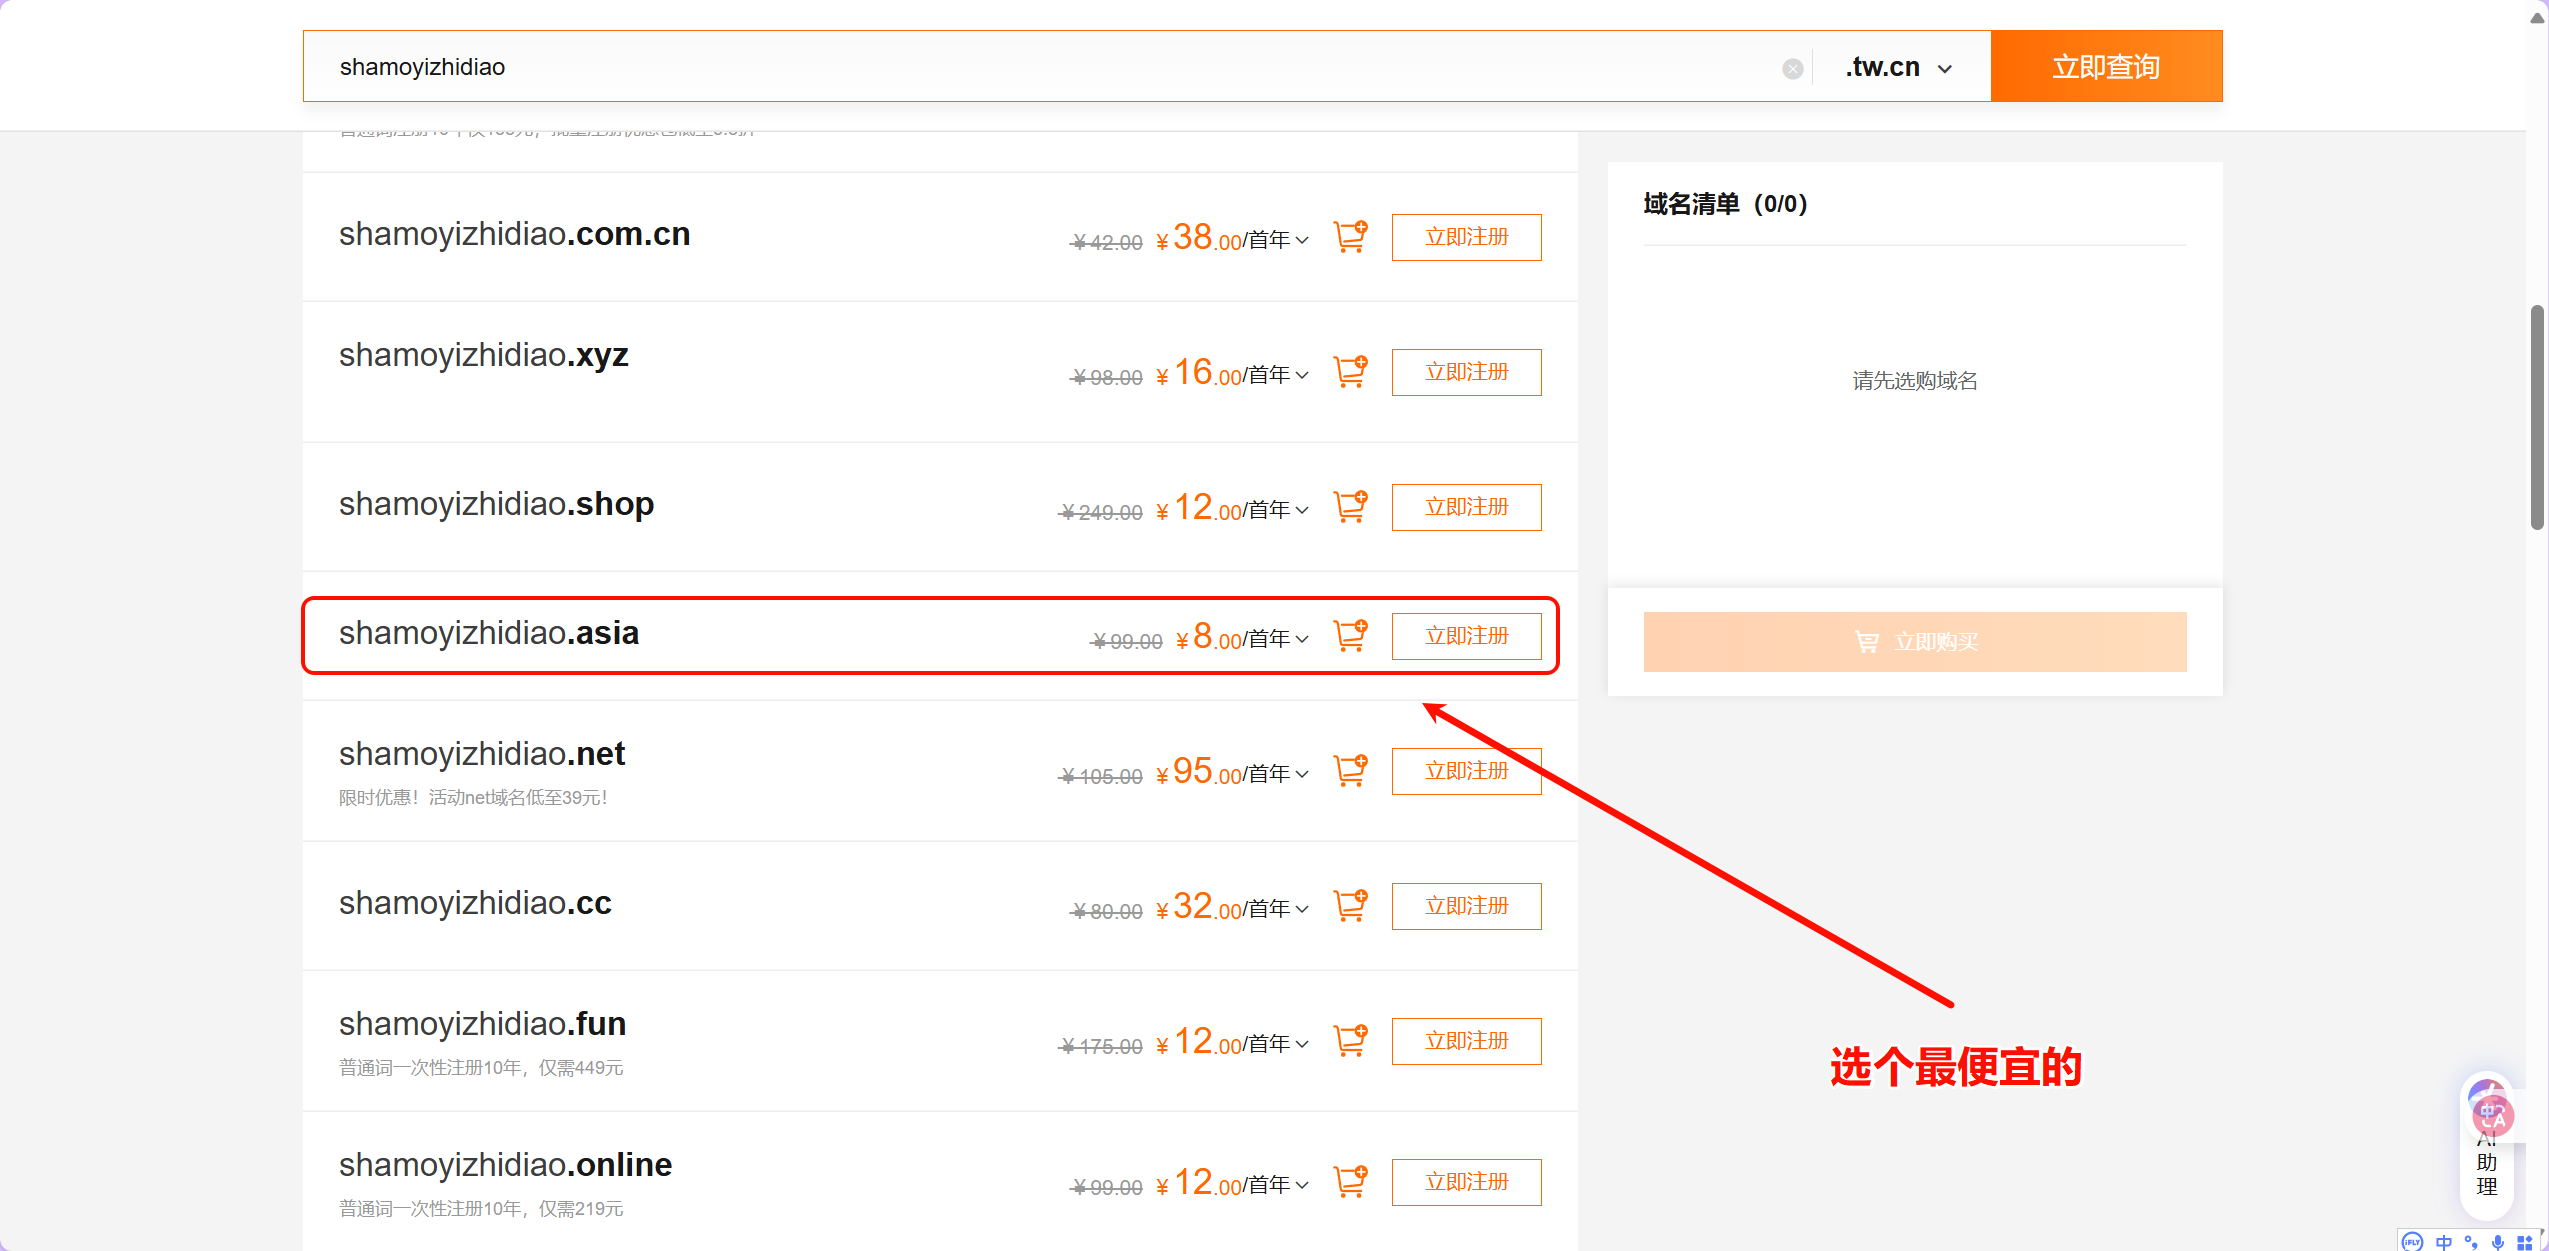 shamoyizhidiao
.tw.cn
立即查询
域名清单（0/0）
请先选购域名
立即购买
shamoyizhidiao.com.cn
¥42.00 ¥38.00/首年
立即注册
shamoyizhidiao.xyz
¥98.00 ¥16.00/首年
立即注册
shamoyizhidiao.shop
¥249.00 ¥12.00/首年
立即注册
shamoyizhidiao.asia
¥99.00 ¥8.00/首年
立即注册
shamoyizhidiao.net
限时优惠！活动net域名低至39元！
¥105.00 ¥95.00/首年
立即注册
shamoyizhidiao.cc
¥80.00 ¥32.00/首年
立即注册
shamoyizhidiao.fun
普通词一次性注册10年，仅需449元
¥175.00 ¥12.00/首年
立即注册
shamoyizhidiao.online
普通词一次性注册10年，仅需219元
¥99.00 ¥12.00/首年
立即注册
选个最便宜的
中A
AI
助
理
iFLY
中